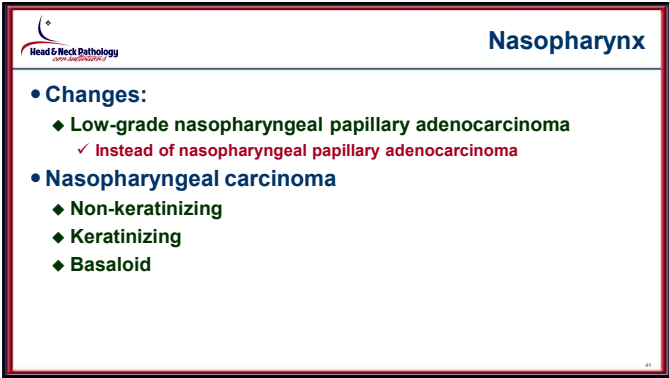 Head & Neck Pathology
consultations
Nasopharynx
Changes:
Low-grade nasopharyngeal papillary adenocarcinoma
Instead of nasopharyngeal papillary adenocarcinoma
Nasopharyngeal carcinoma
Non-keratinizing
Keratinizing
Basaloid
41